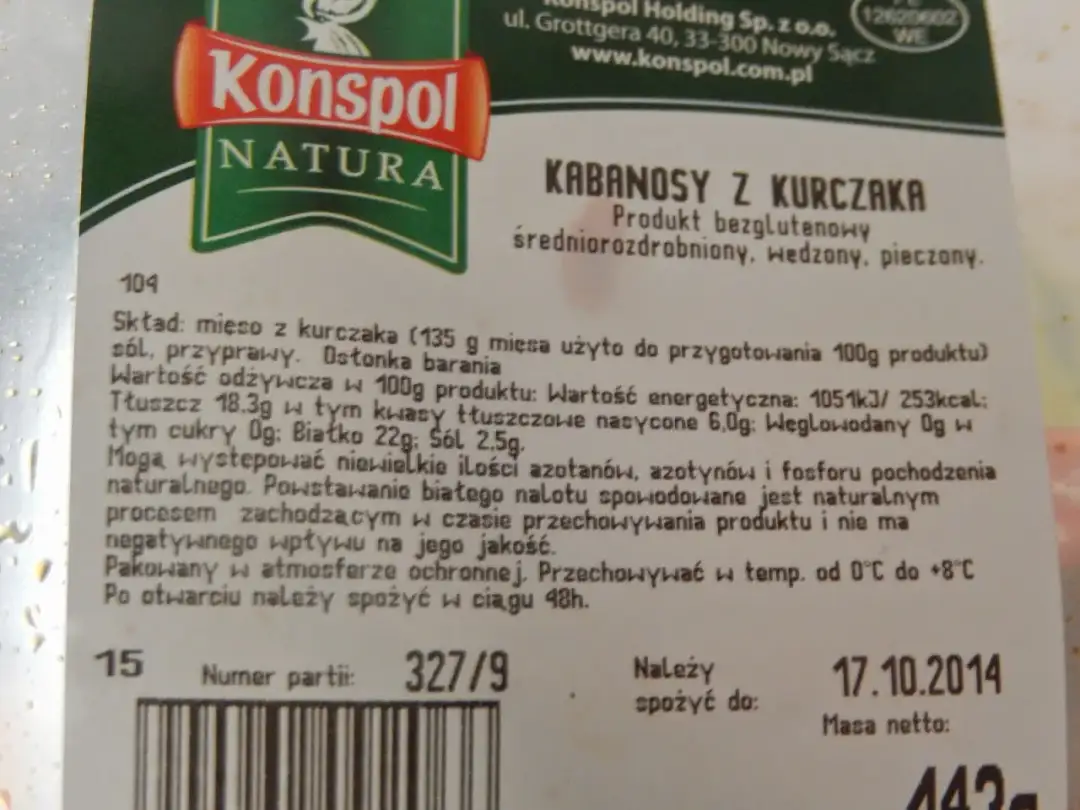 Konspol Holding Sp. z o.o.
ul. Grottgera 40, 33-300 Nowy Sącz
www.konspol.com.pl
WE
Konspol
NATURA
KABANOSY Z KURCZAKA
Produkt bezglutenowy
średniorozdrobniony, wędzony, pieczony.
104
Skład: mięso z kurczaka (135 g mięsa użyto do przygotowania 100g produktu)
sól, przyprawy. Osłonka barania
Wartość odżywcza w 100g produktu: Wartość energetyczna: 1051kJ/ 253kcal;
Tłuszcz 18,3g w tym kwasy tłuszczowe nasycone 6,0g; Węglowodany 0g w
tym cukry 0g; Białko 22g; Sól 2,5g.
Mogą występować niewielkie ilości azotanów, azotynów i fosforu pochodzenia
naturalnego. Powstawanie białego nalotu spowodowane jest naturalnym
procesem zachodzącym w czasie przechowywania produktu i nie ma
negatywnego wpływu na jego jakość.
Pakowany w atmosferze ochronnej. Przechowywać w temp. od 0°C do +8°C
Po otwarciu należy spożyć w ciągu 48h.
15 Numer partii: 327/9
Należy
spożyć do: 17.10.2014
Masa netto: